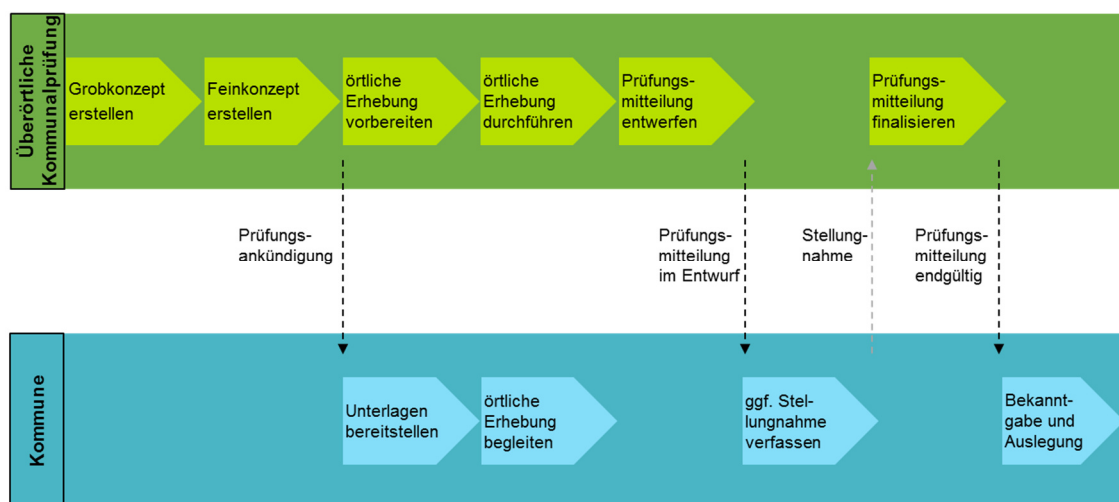 Überörtliche
Kommunalprüfung
Grobkonzept
erstellen
Feinkonzept
erstellen
örtliche
Erhebung
vorbereiten
örtliche
Erhebung
durchführen
Prüfungs-
mitteilung
entwerfen
Prüfungs-
mitteilung
finalisieren
Prüfungs-
ankündigung
Prüfungs-
mitteilung
im Entwurf
Stellung-
nahme
Prüfungs-
mitteilung
endgültig
Kommune
Unterlagen
bereitstellen
örtliche
Erhebung
begleiten
ggf. Stel-
lungnahme
verfassen
Bekannt-
gabe und
Auslegung